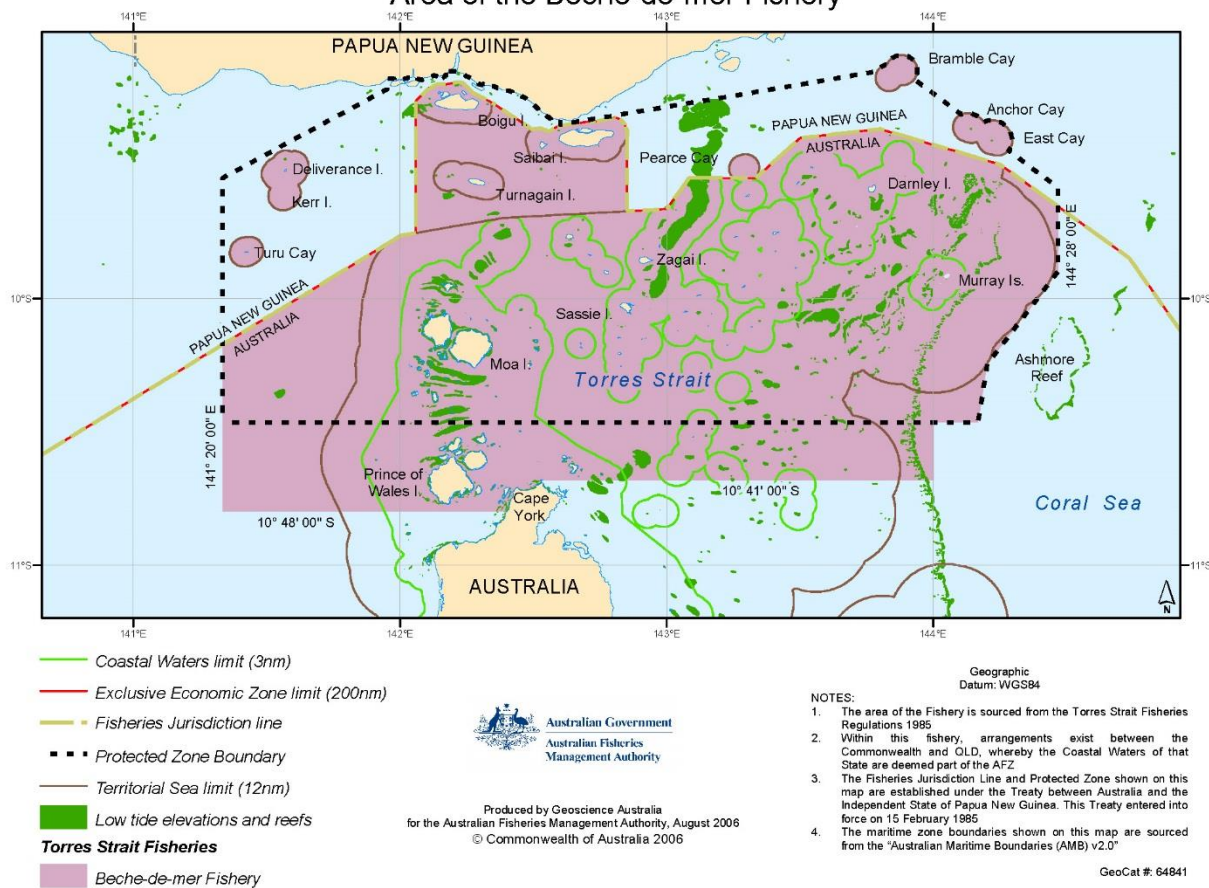 Area of the Beche-de-mer Fishery
141°E
142°E
143°E
144°E
PAPUA NEW GUINEA
Bramble Cay
Anchor Cay
East Cay
Boigu I.
Saibai I.
Pearce Cay
PAPUA NEW GUINEA
AUSTRALIA
Deliverance I.
Kerr I.
Turnagain I.
Darnley I.
144° 28' 00" E
Turu Cay
Zagai I.
Murray Is.
10°S
10°S
PAPUA NEW GUINEA
AUSTRALIA
Sassie I.
Moa I.
Torres Strait
Ashmore
Reef
141° 20' 00" E
Prince of
Wales I.
10° 41' 00" S
Cape
York
Coral Sea
10° 48' 00" S
11°S
11°S
AUSTRALIA
N
141°E
142°E
143°E
144°E
Coastal Waters limit (3nm)
Exclusive Economic Zone limit (200nm)
Fisheries Jurisdiction line
Protected Zone Boundary
Territorial Sea limit (12nm)
Low tide elevations and reefs
Torres Strait Fisheries
Beche-de-mer Fishery
Australian Government
Australian Fisheries
Management Authority
Produced by Geoscience Australia
for the Australian Fisheries Management Authority, August 2006
© Commonwealth of Australia 2006
Geographic
Datum: WGS84
NOTES:
1. The area of the Fishery is sourced from the Torres Strait Fisheries
Regulations 1985
2. Within this fishery, arrangements exist between the
Commonwealth and QLD, whereby the Coastal Waters of that
State are deemed part of the AFZ
3. The Fisheries Jurisdiction Line and Protected Zone shown on this
map are established under the Treaty between Australia and the
Independent State of Papua New Guinea. This Treaty entered into
force on 15 February 1985
4. The maritime zone boundaries shown on this map are sourced
from the "Australian Maritime Boundaries (AMB) v2.0"
GeoCat #: 64841